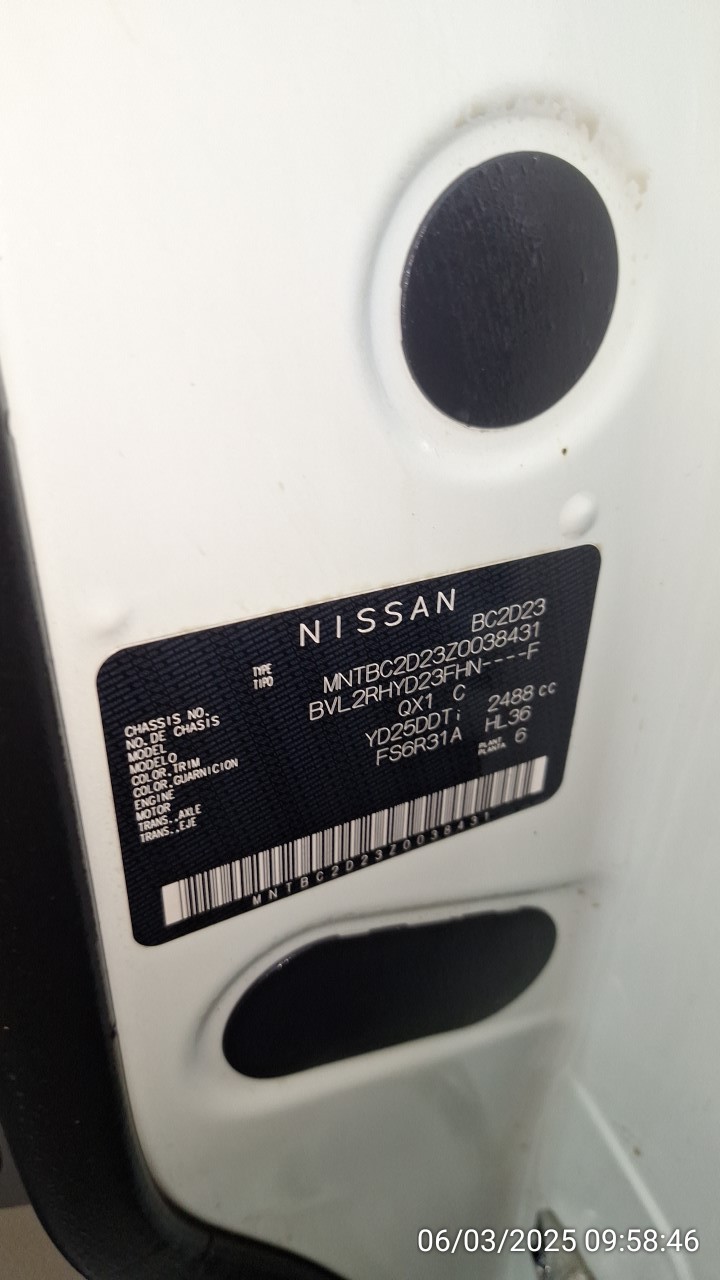 NISSAN
TYPE
TIPO
BC2D23
CHASSIS NO.
NO. DE CHASIS
MNTBC2D23Z0038431
MODEL
MODELO
BVL2RHYD23FHN----F
COLOR.TRIM
COLOR.GUARNICION
QX1 C
ENGINE
MOTOR
YD25DDTi 2488 cc
TRANS..AXLE
TRANS..EJE
FS6R31A HL36
PLANT
PLANTA
6
MNTBC2D23Z0038431
06/03/2025 09:58:46